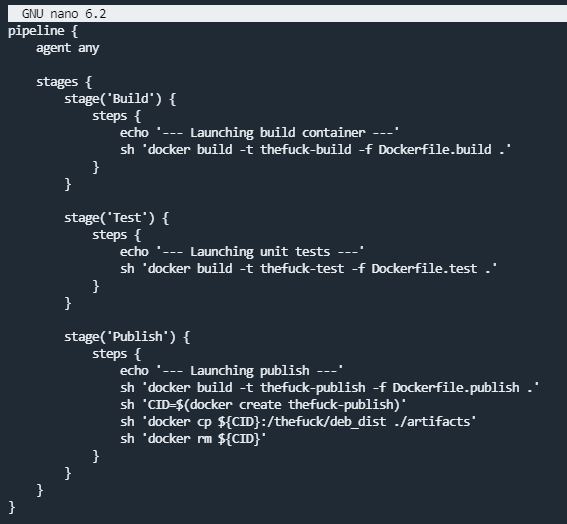 GNU nano 6.2
pipeline {
    agent any

    stages {
        stage('Build') {
            steps {
                echo '--- Launching build container ---'
                sh 'docker build -t thefuck-build -f Dockerfile.build .'
            }
        }

        stage('Test') {
            steps {
                echo '--- Launching unit tests ---'
                sh 'docker build -t thefuck-test -f Dockerfile.test .'
            }
        }

        stage('Publish') {
            steps {
                echo '--- Launching publish ---'
                sh 'docker build -t thefuck-publish -f Dockerfile.publish .'
                sh 'CID=$(docker create thefuck-publish)'
                sh 'docker cp ${CID}:/thefuck/deb_dist ./artifacts'
                sh 'docker rm ${CID}'
            }
        }
    }
}